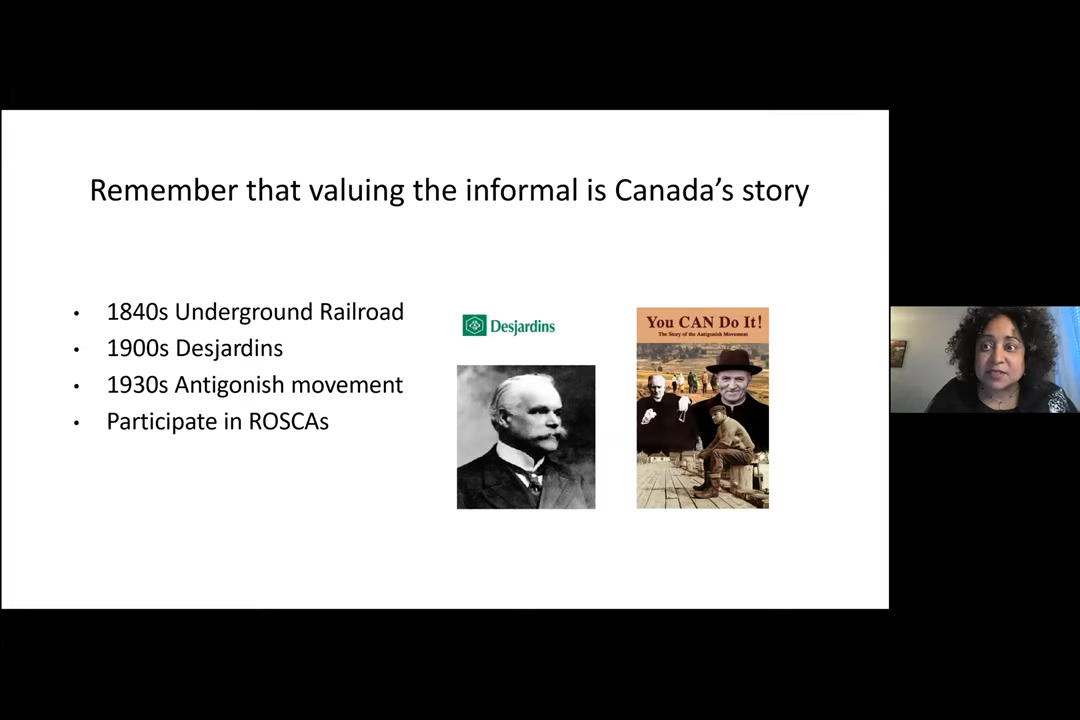 Remember that valuing the informal is Canada’s story
• 1840s Underground Railroad
• 1900s Desjardins
• 1930s Antigonish movement
• Participate in ROSCAs
Desjardins
You CAN Do It!
The Story of the Antigonish Movement